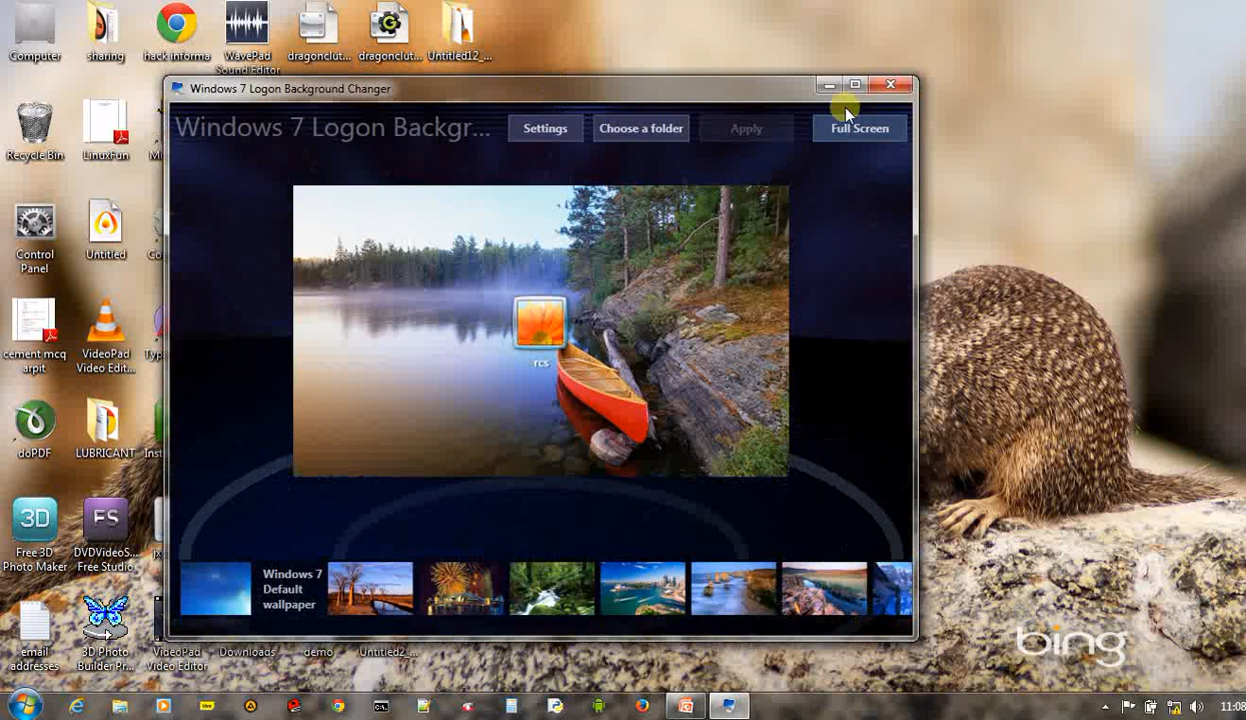 Computer
sharing
hack informa
WavePad
Sound Editor
dragonclut...
dragonclut...
Untitled12_...
Windows 7 Logon Background Changer
Windows 7 Logon Backgr...
Settings
Choose a folder
Apply
Full Screen
Recycle Bin
LinuxFun
Control
Panel
Untitled
rcs
cement mcq
arpit
VideoPad
Video Edit...
doPDF
LUBRICANT
3D
FS
Free 3D
Photo Maker
DVDVideoS...
Free Studio
Windows 7
Default
wallpaper
email
addresses
3D Photo
Builder Pr...
VideoPad
Video Editor
Downloads
demo
Untitled2_...
bing
11:08